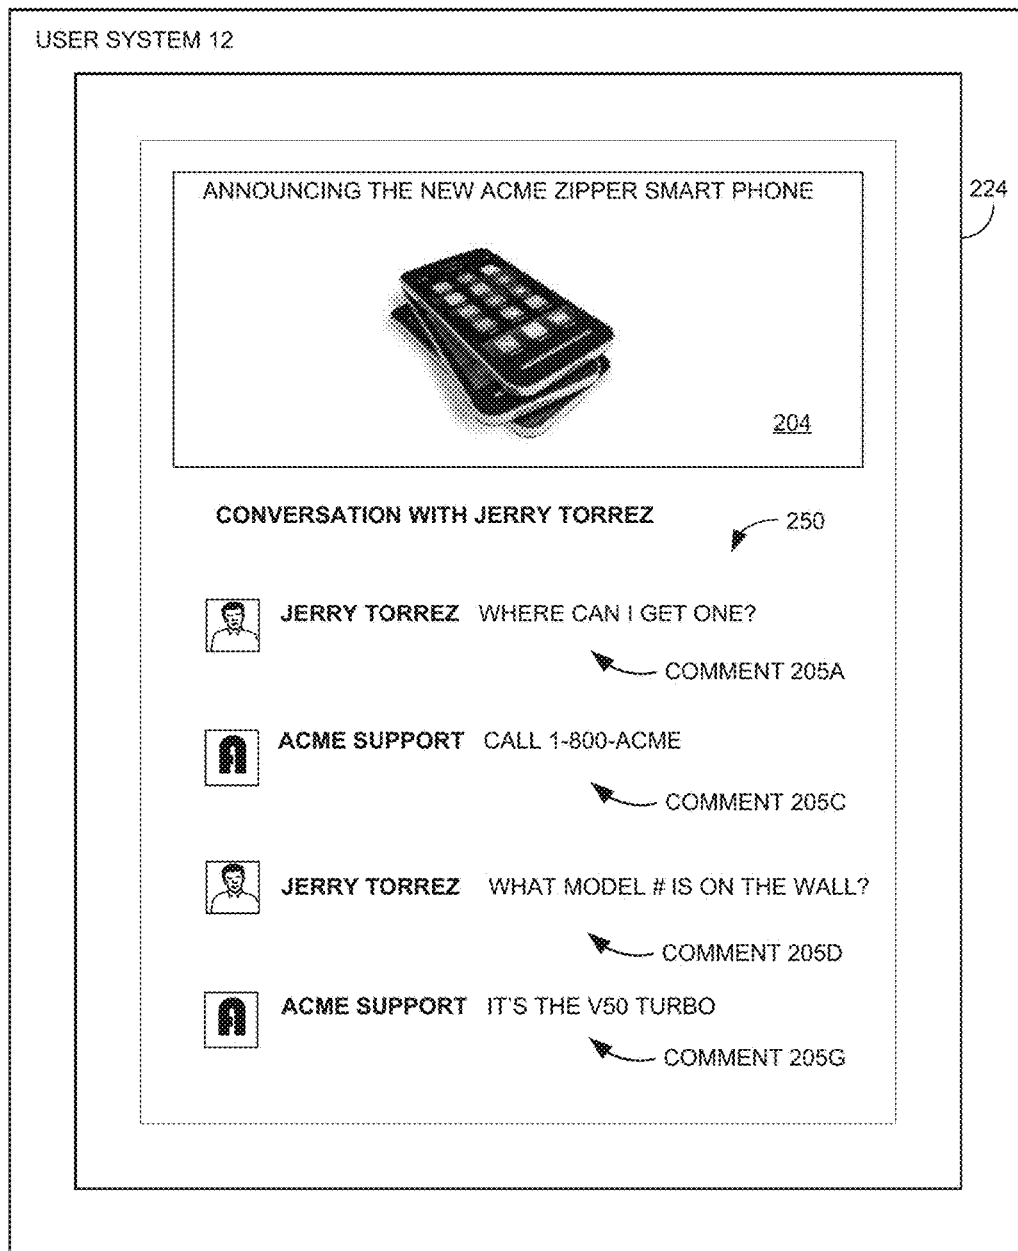 USER SYSTEM 12
ANNOUNCING THE NEW ACME ZIPPER SMART PHONE
224
204
CONVERSATION WITH JERRY TORREZ
250
JERRY TORREZ WHERE CAN I GET ONE?
COMMENT 205A
A ACME SUPPORT CALL 1-800-ACME
COMMENT 205C
JERRY TORREZ WHAT MODEL # IS ON THE WALL?
COMMENT 205D
A ACME SUPPORT IT'S THE V50 TURBO
COMMENT 205G